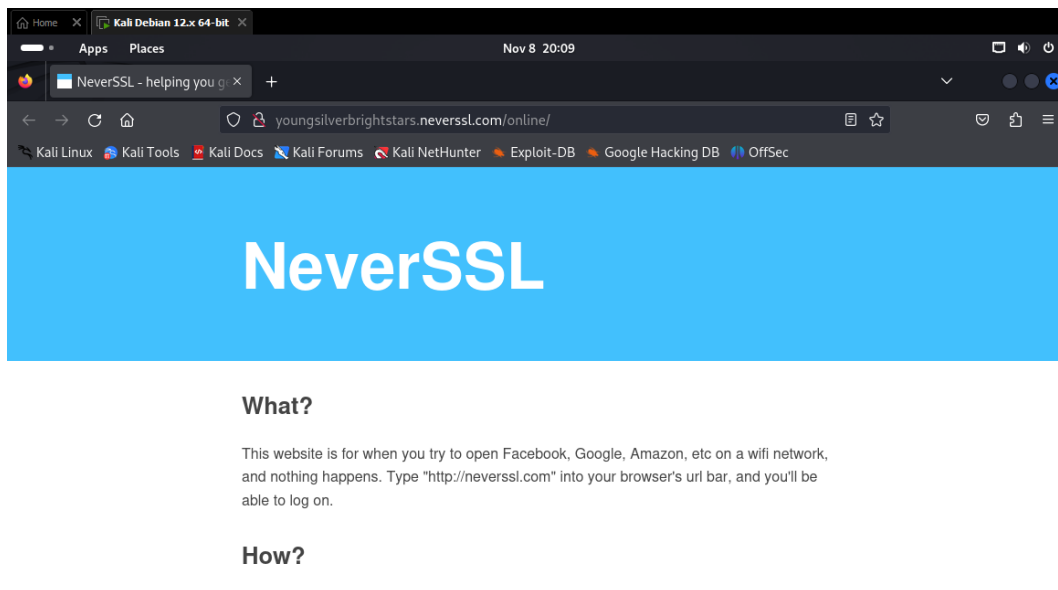 Home
Kali Debian 12.x 64-bit
Apps Places Nov 8 20:09
NeverSSL - helping you g
youngsilverbrightstars.neverssl.com/online/
Kali Linux Kali Tools Kali Docs Kali Forums Kali NetHunter Exploit-DB Google Hacking DB OffSec
NeverSSL
What?
This website is for when you try to open Facebook, Google, Amazon, etc on a wifi network,
and nothing happens. Type "http://neverssl.com" into your browser's url bar, and you'll be
able to log on.
How?